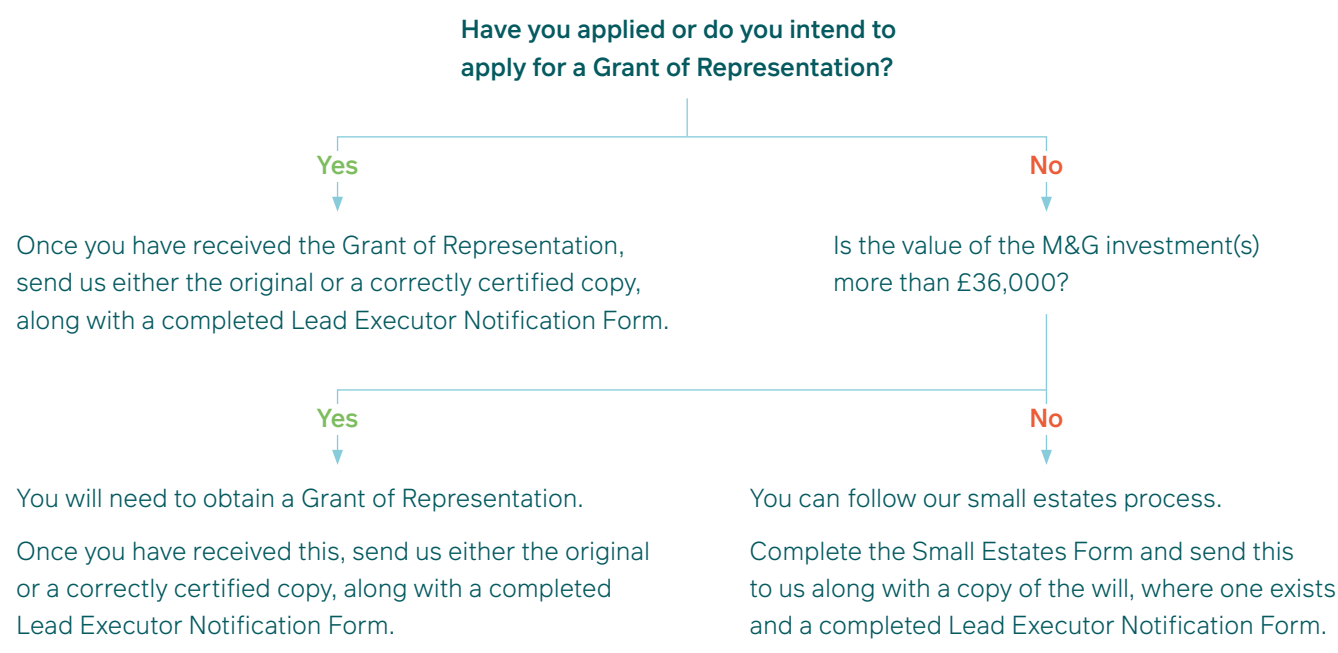 Have you applied or do you intend to
apply for a Grant of Representation?
Yes
No
Once you have received the Grant of Representation,
send us either the original or a correctly certified copy,
along with a completed Lead Executor Notification Form.
Is the value of the M&G investment(s)
more than £36,000?
Yes
No
You will need to obtain a Grant of Representation.
Once you have received this, send us either the original
or a correctly certified copy, along with a completed
Lead Executor Notification Form.
You can follow our small estates process.
Complete the Small Estates Form and send this
to us along with a copy of the will, where one exists
and a completed Lead Executor Notification Form.